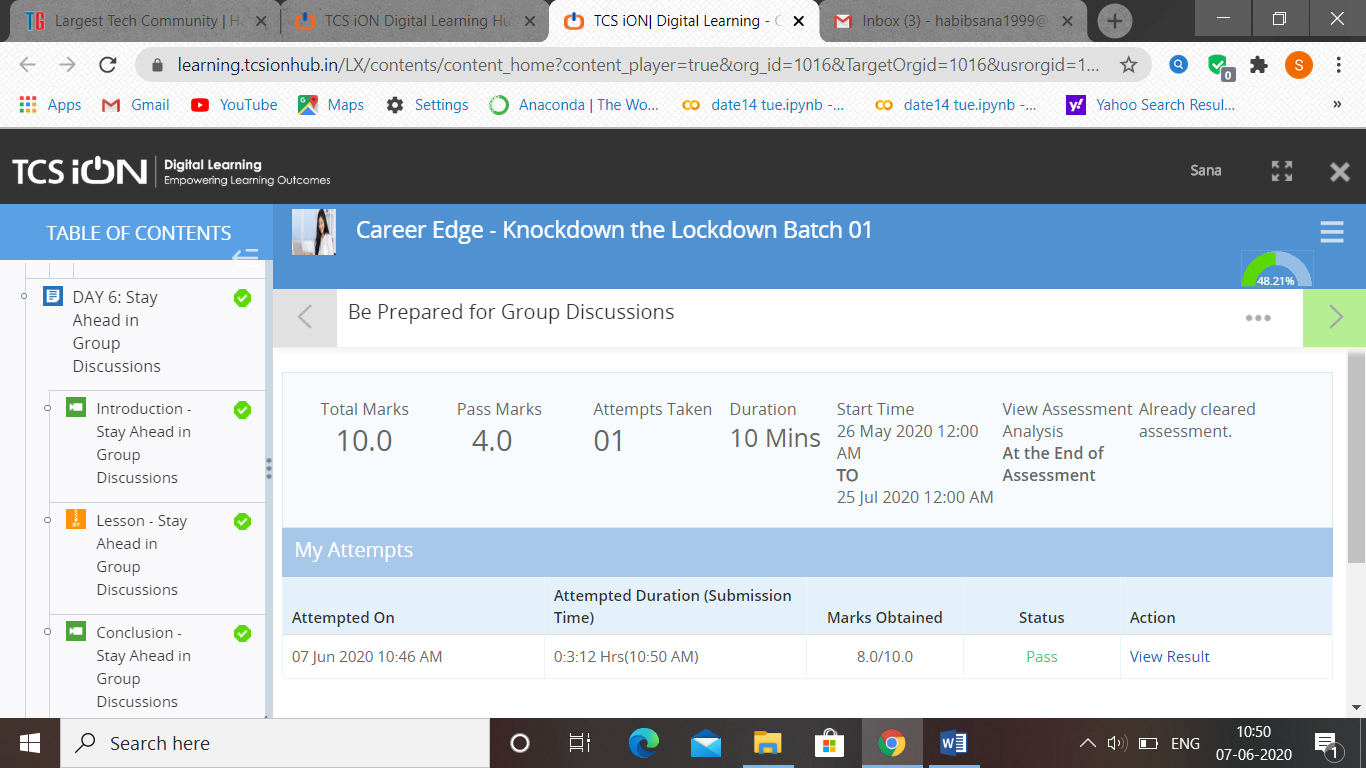 Largest Tech Community | H
TCS iON Digital Learning Hu
TCS iON| Digital Learning - C
Inbox (3) - habibsana1999@
learning.tcsionhub.in/LX/contents/content_home?content_player=true&org_id=1016&TargetOrgid=1016&usrorgid=1...
0
S
Apps
Gmail
YouTube
Maps
Settings
Anaconda | The Wo...
date14 tue.ipynb -...
date14 tue.ipynb -...
Yahoo Search Resul...
»
TCS iON
Digital Learning
Empowering Learning Outcomes
Sana
TABLE OF CONTENTS
Career Edge - Knockdown the Lockdown Batch 01
48.21%
DAY 6: Stay
Ahead in
Group
Discussions
Introduction -
Stay Ahead in
Group
Discussions
Lesson - Stay
Ahead in
Group
Discussions
Conclusion -
Stay Ahead in
Group
Discussions
Be Prepared for Group Discussions
Total Marks
10.0
Pass Marks
4.0
Attempts Taken
01
Duration
10 Mins
Start Time
26 May 2020 12:00
AM
TO
25 Jul 2020 12:00 AM
View Assessment
Analysis
At the End of
Assessment
Already cleared
assessment.
My Attempts
Attempted On
Attempted Duration (Submission
Time)
Marks Obtained
Status
Action
07 Jun 2020 10:46 AM
0:3:12 Hrs(10:50 AM)
8.0/10.0
Pass
View Result
Search here
ENG
10:50
07-06-2020
1